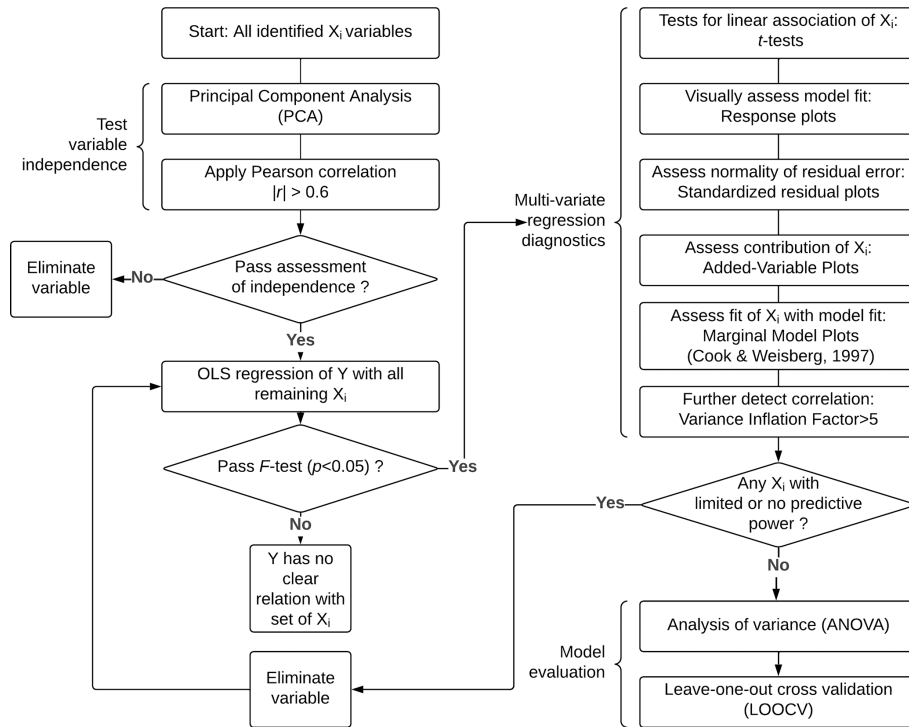 Start: All identified Xi variables
Test
variable
independence
Principal Component Analysis
(PCA)
Apply Pearson correlation
|r| > 0.6
Pass assessment
of independence ?
No
Eliminate
variable
Yes
OLS regression of Y with all
remaining Xi
Pass F-test (p<0.05) ?
Yes
No
Y has no
clear
relation with
set of Xi
Multi-variate
regression
diagnostics
Tests for linear association of Xi:
t-tests
Visually assess model fit:
Response plots
Assess normality of residual error:
Standardized residual plots
Assess contribution of Xi:
Added-Variable Plots
Assess fit of Xi with model fit:
Marginal Model Plots
(Cook & Weisberg, 1997)
Further detect correlation:
Variance Inflation Factor>5
Any Xi with
limited or no predictive
power ?
Yes
No
Eliminate
variable
Model
evaluation
Analysis of variance (ANOVA)
Leave-one-out cross validation
(LOOCV)